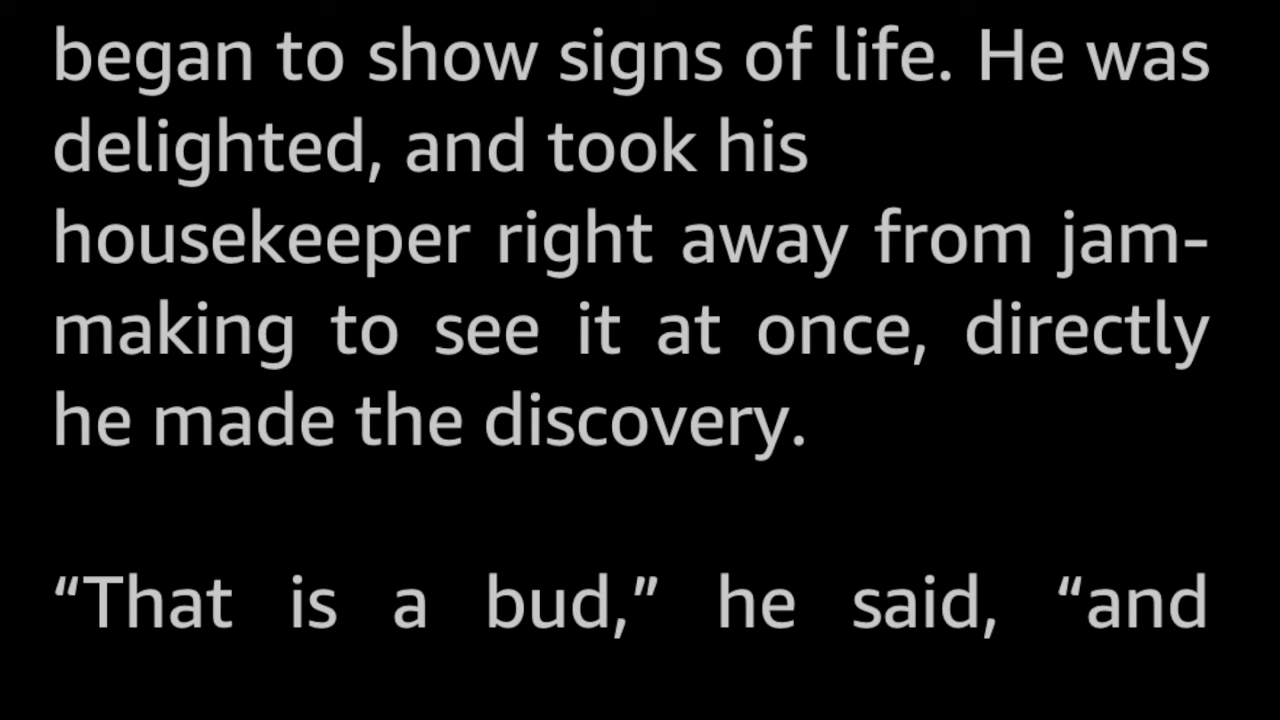 began to show signs of life. He was
delighted, and took his
housekeeper right away from jam-
making to see it at once, directly
he made the discovery.
“That is a bud,” he said, “and